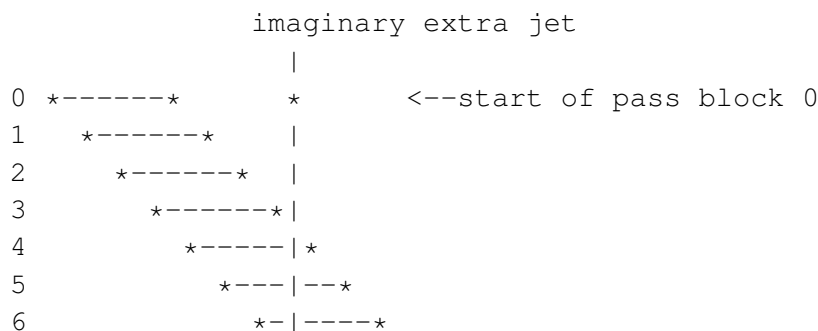 imaginary extra jet
              |
0 *------*      *      <--start of pass block 0
1   *------*    |
2     *------*  |
3       *------*|
4         *-----|*
5           *---|--*
6             *-|----*